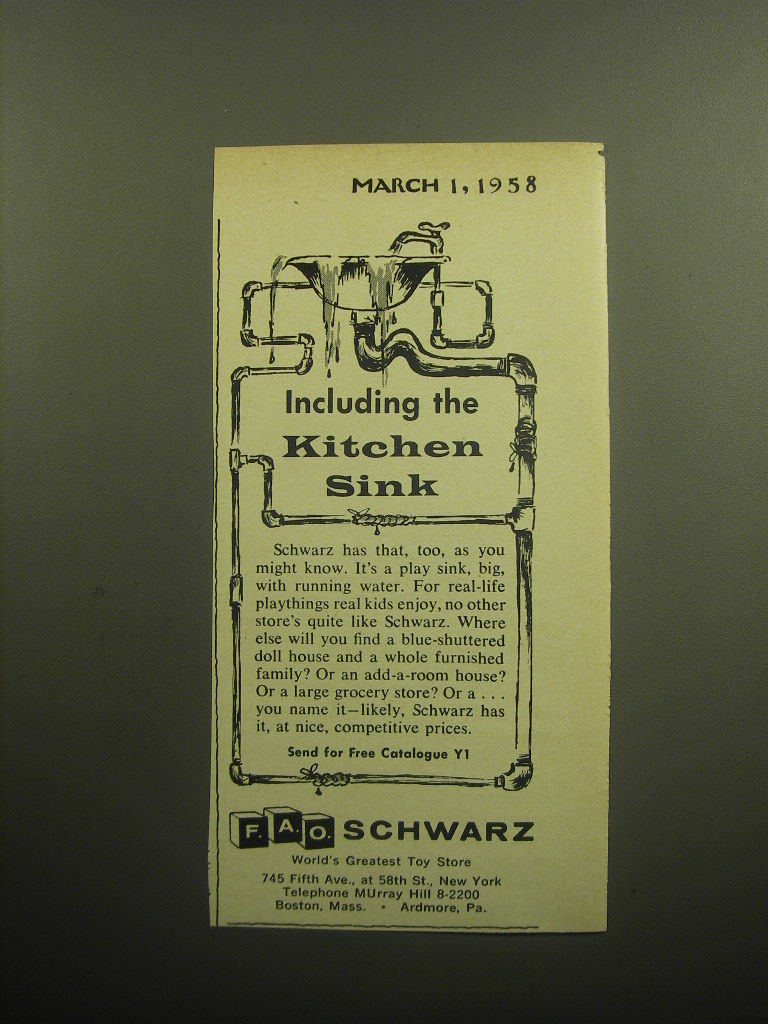 MARCH 1, 1958
Including the
Kitchen
Sink
Schwarz has that, too, as you
might know. It's a play sink, big,
with running water. For real-life
playthings real kids enjoy, no other
store's quite like Schwarz. Where
else will you find a blue-shuttered
doll house and a whole furnished
family? Or an add-a-room house?
Or a large grocery store? Or a . . .
you name it—likely, Schwarz has
it, at nice, competitive prices.
Send for Free Catalogue Y1
F.A.O. SCHWARZ
World's Greatest Toy Store
745 Fifth Ave., at 58th St., New York
Telephone MUrray Hill 8-2200
Boston, Mass. • Ardmore, Pa.